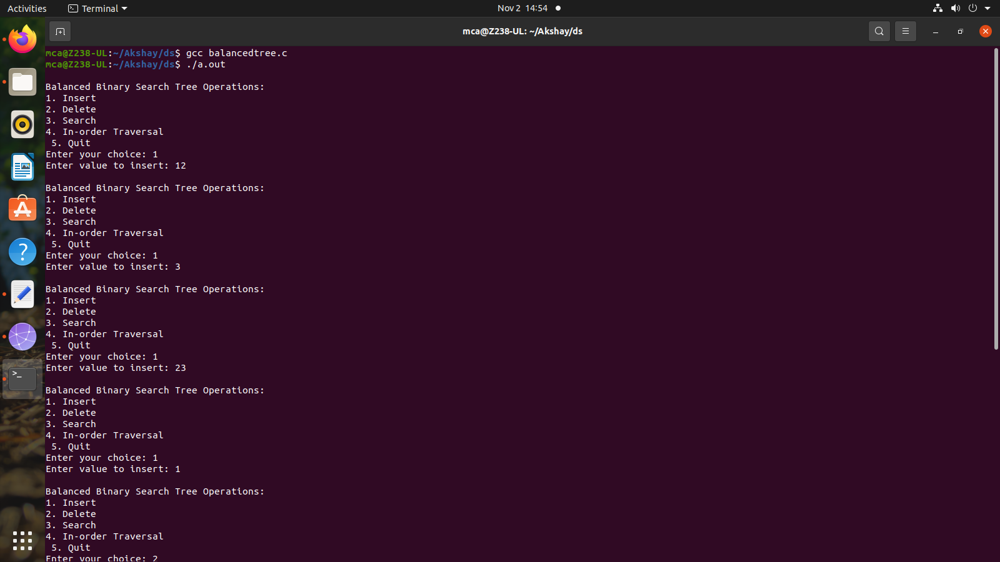 Activities Terminal Nov 2 14:54
mca@Z238-UL: ~/Akshay/ds
mca@Z238-UL:~/Akshay/ds$ gcc balancedtree.c
mca@Z238-UL:~/Akshay/ds$ ./a.out
Balanced Binary Search Tree Operations:
1. Insert
2. Delete
3. Search
4. In-order Traversal
5. Quit
Enter your choice: 1
Enter value to insert: 12
Balanced Binary Search Tree Operations:
1. Insert
2. Delete
3. Search
4. In-order Traversal
5. Quit
Enter your choice: 1
Enter value to insert: 3
Balanced Binary Search Tree Operations:
1. Insert
2. Delete
3. Search
4. In-order Traversal
5. Quit
Enter your choice: 1
Enter value to insert: 23
Balanced Binary Search Tree Operations:
1. Insert
2. Delete
3. Search
4. In-order Traversal
5. Quit
Enter your choice: 1
Enter value to insert: 1
Balanced Binary Search Tree Operations:
1. Insert
2. Delete
3. Search
4. In-order Traversal
5. Quit
Enter your choice: 2